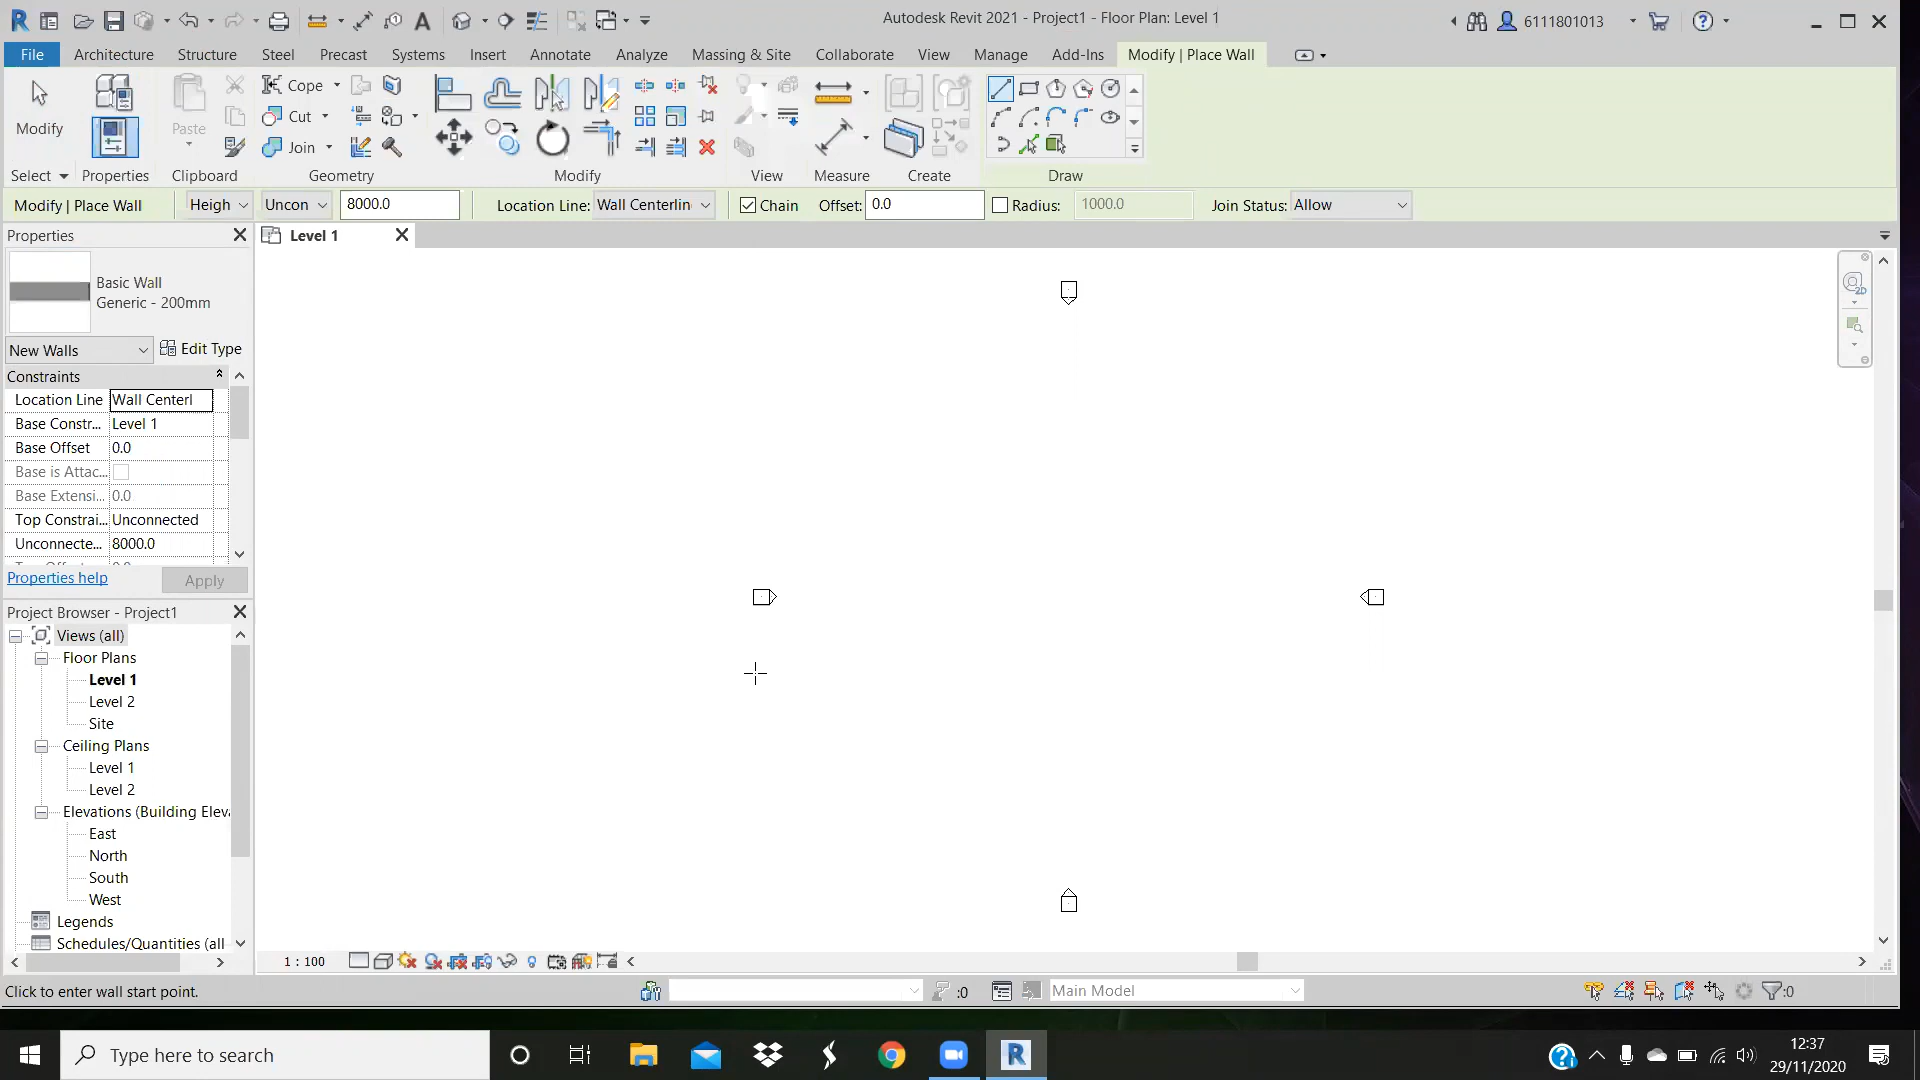 Autodesk Revit 2021 - Project1 - Floor Plan: Level 1
6111801013
File Architecture Structure Steel Precast Systems Insert Annotate Analyze Massing & Site Collaborate View Manage Add-Ins Modify | Place Wall
Modify
Paste
Cope
Cut
Join
Select Properties Clipboard Geometry Modify View Measure Create Draw
Modify | Place Wall Heigh Uncon 8000.0 Location Line: Wall Centerlin Chain Offset: 0.0 Radius: 1000.0 Join Status: Allow
Properties
Level 1
Basic Wall
Generic - 200mm
New Walls Edit Type
Constraints
Location Line Wall Centerl
Base Constr... Level 1
Base Offset 0.0
Base is Attac...
Base Extensi... 0.0
Top Constrai... Unconnected
Unconnecte... 8000.0
Properties help Apply
Project Browser - Project1
Views (all)
Floor Plans
Level 1
Level 2
Site
Ceiling Plans
Level 1
Level 2
Elevations (Building Eleva
East
North
South
West
Legends
Schedules/Quantities (all
1 : 100
Click to enter wall start point.
:0
Main Model
:0
2D
Type here to search
12:37
29/11/2020